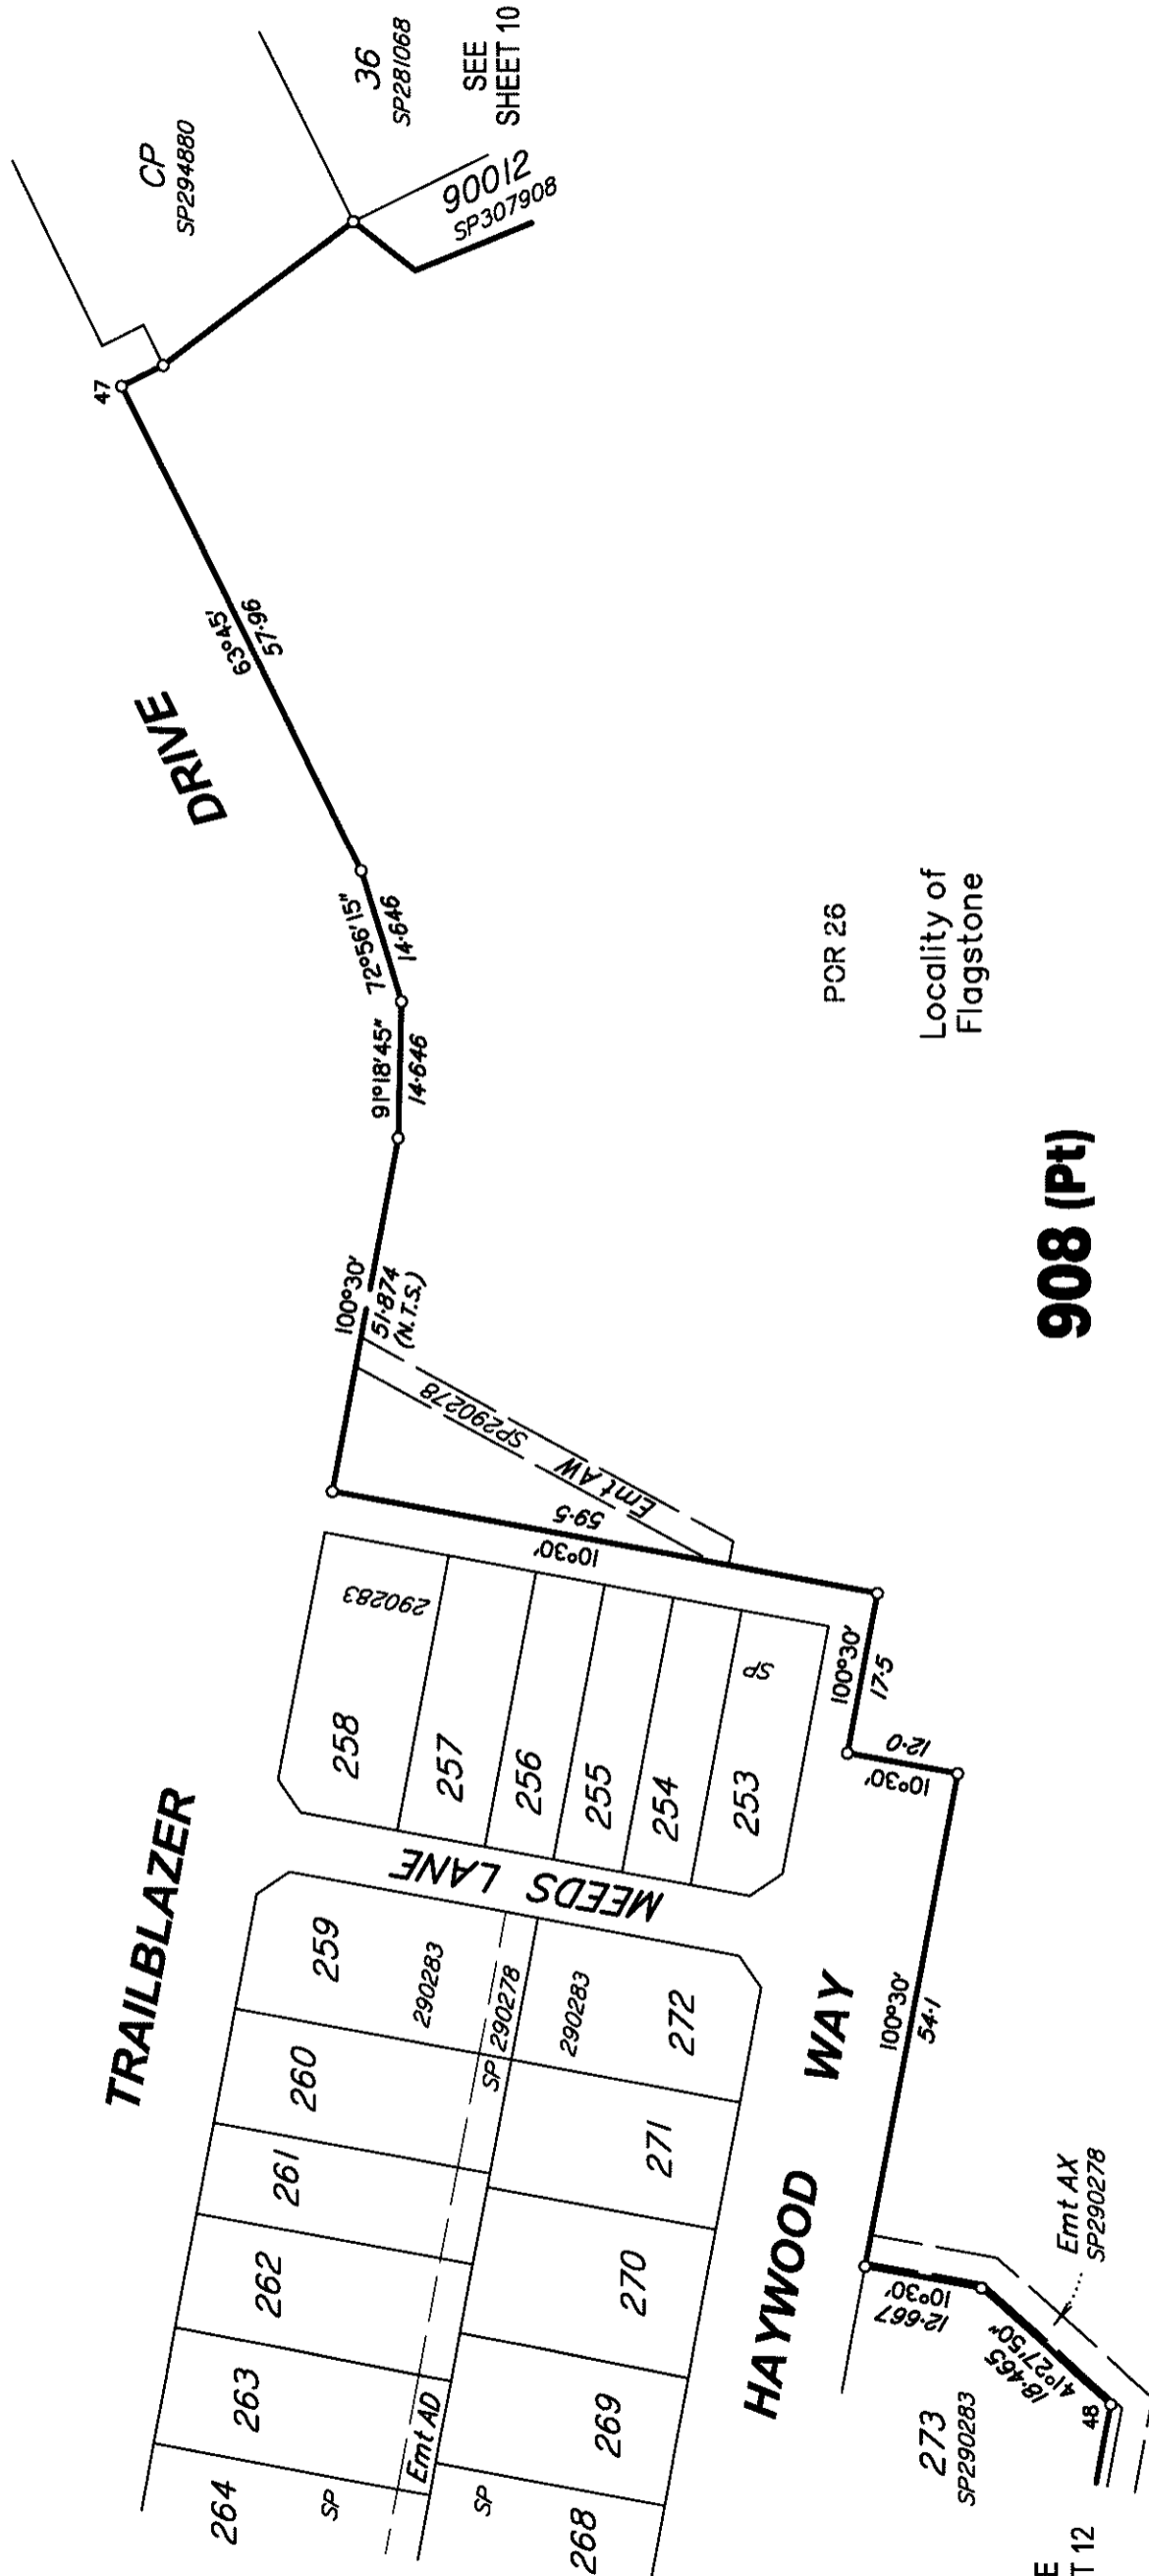 TRAILBLAZER
DRIVE
47
CP
SP294880
36
SP281068
SEE
SHEET 10
90012
SP307908
63°45'
57·96
72°56'15"
14·646
91°18'45"
14·646
100°30'
51·874
(N.T.S.)
SP290278
Emt AW
10°30'
59·5
POR 26
Locality of
Flagstone
908 (Pt)
258
290283
257
256
255
254
253
SP
MEEDS LANE
100°30'
17·5
10°30'
12·0
100°30'
54·1
259
290283
260
261
262
263
264
SP
SP 290278
Emt AD
290283
272
271
270
269
SP
268
HAYWOOD WAY
12·667
10°30'
18·465
41°27'50"
48
273
SP290283
Emt AX
SP290278
E
T 12